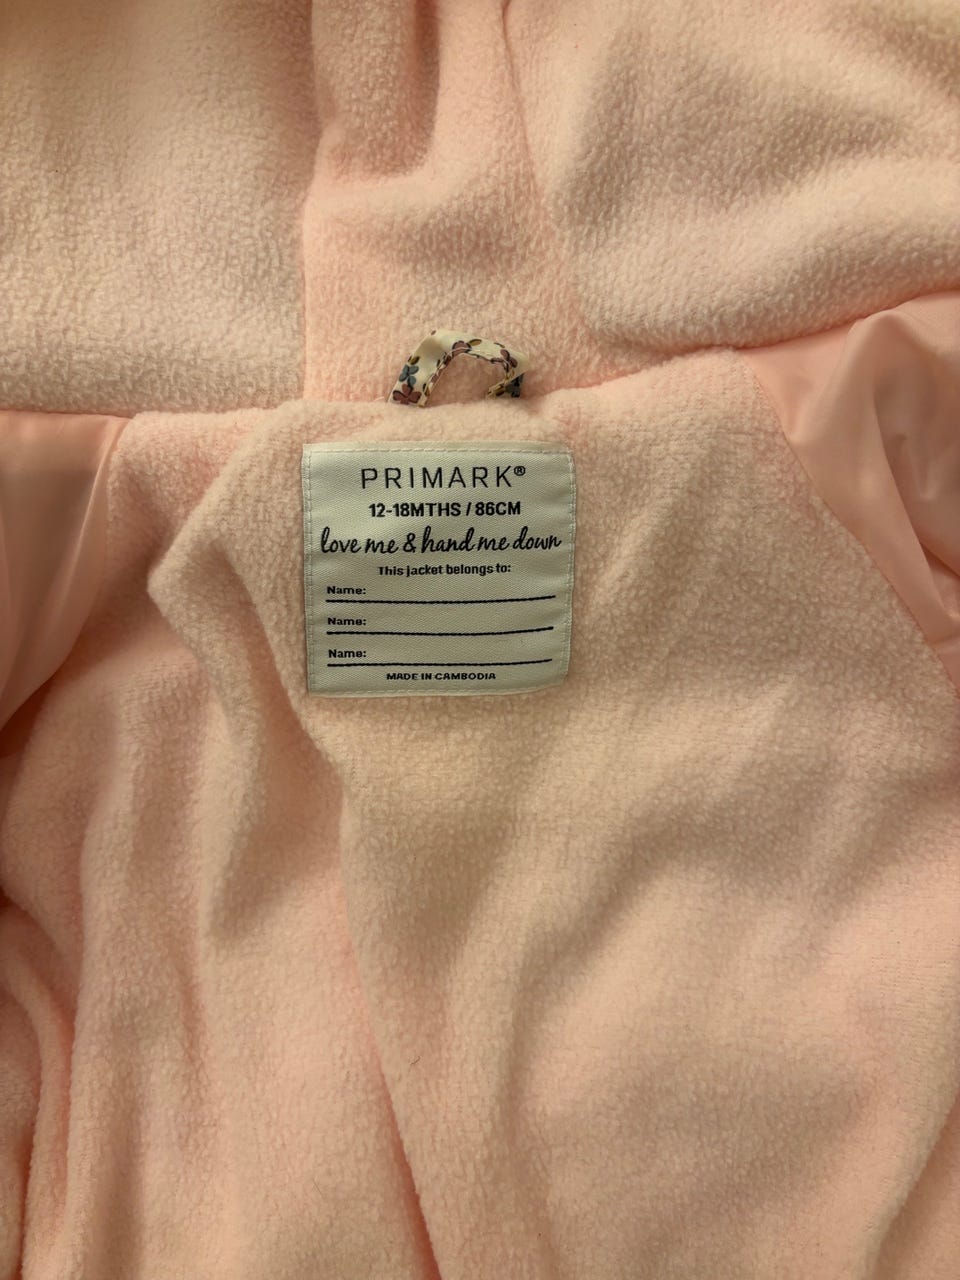 PRIMARK®
12-18MTHS / 86CM
love me & hand me down
This jacket belongs to:
Name:
Name:
Name:
MADE IN CAMBODIA